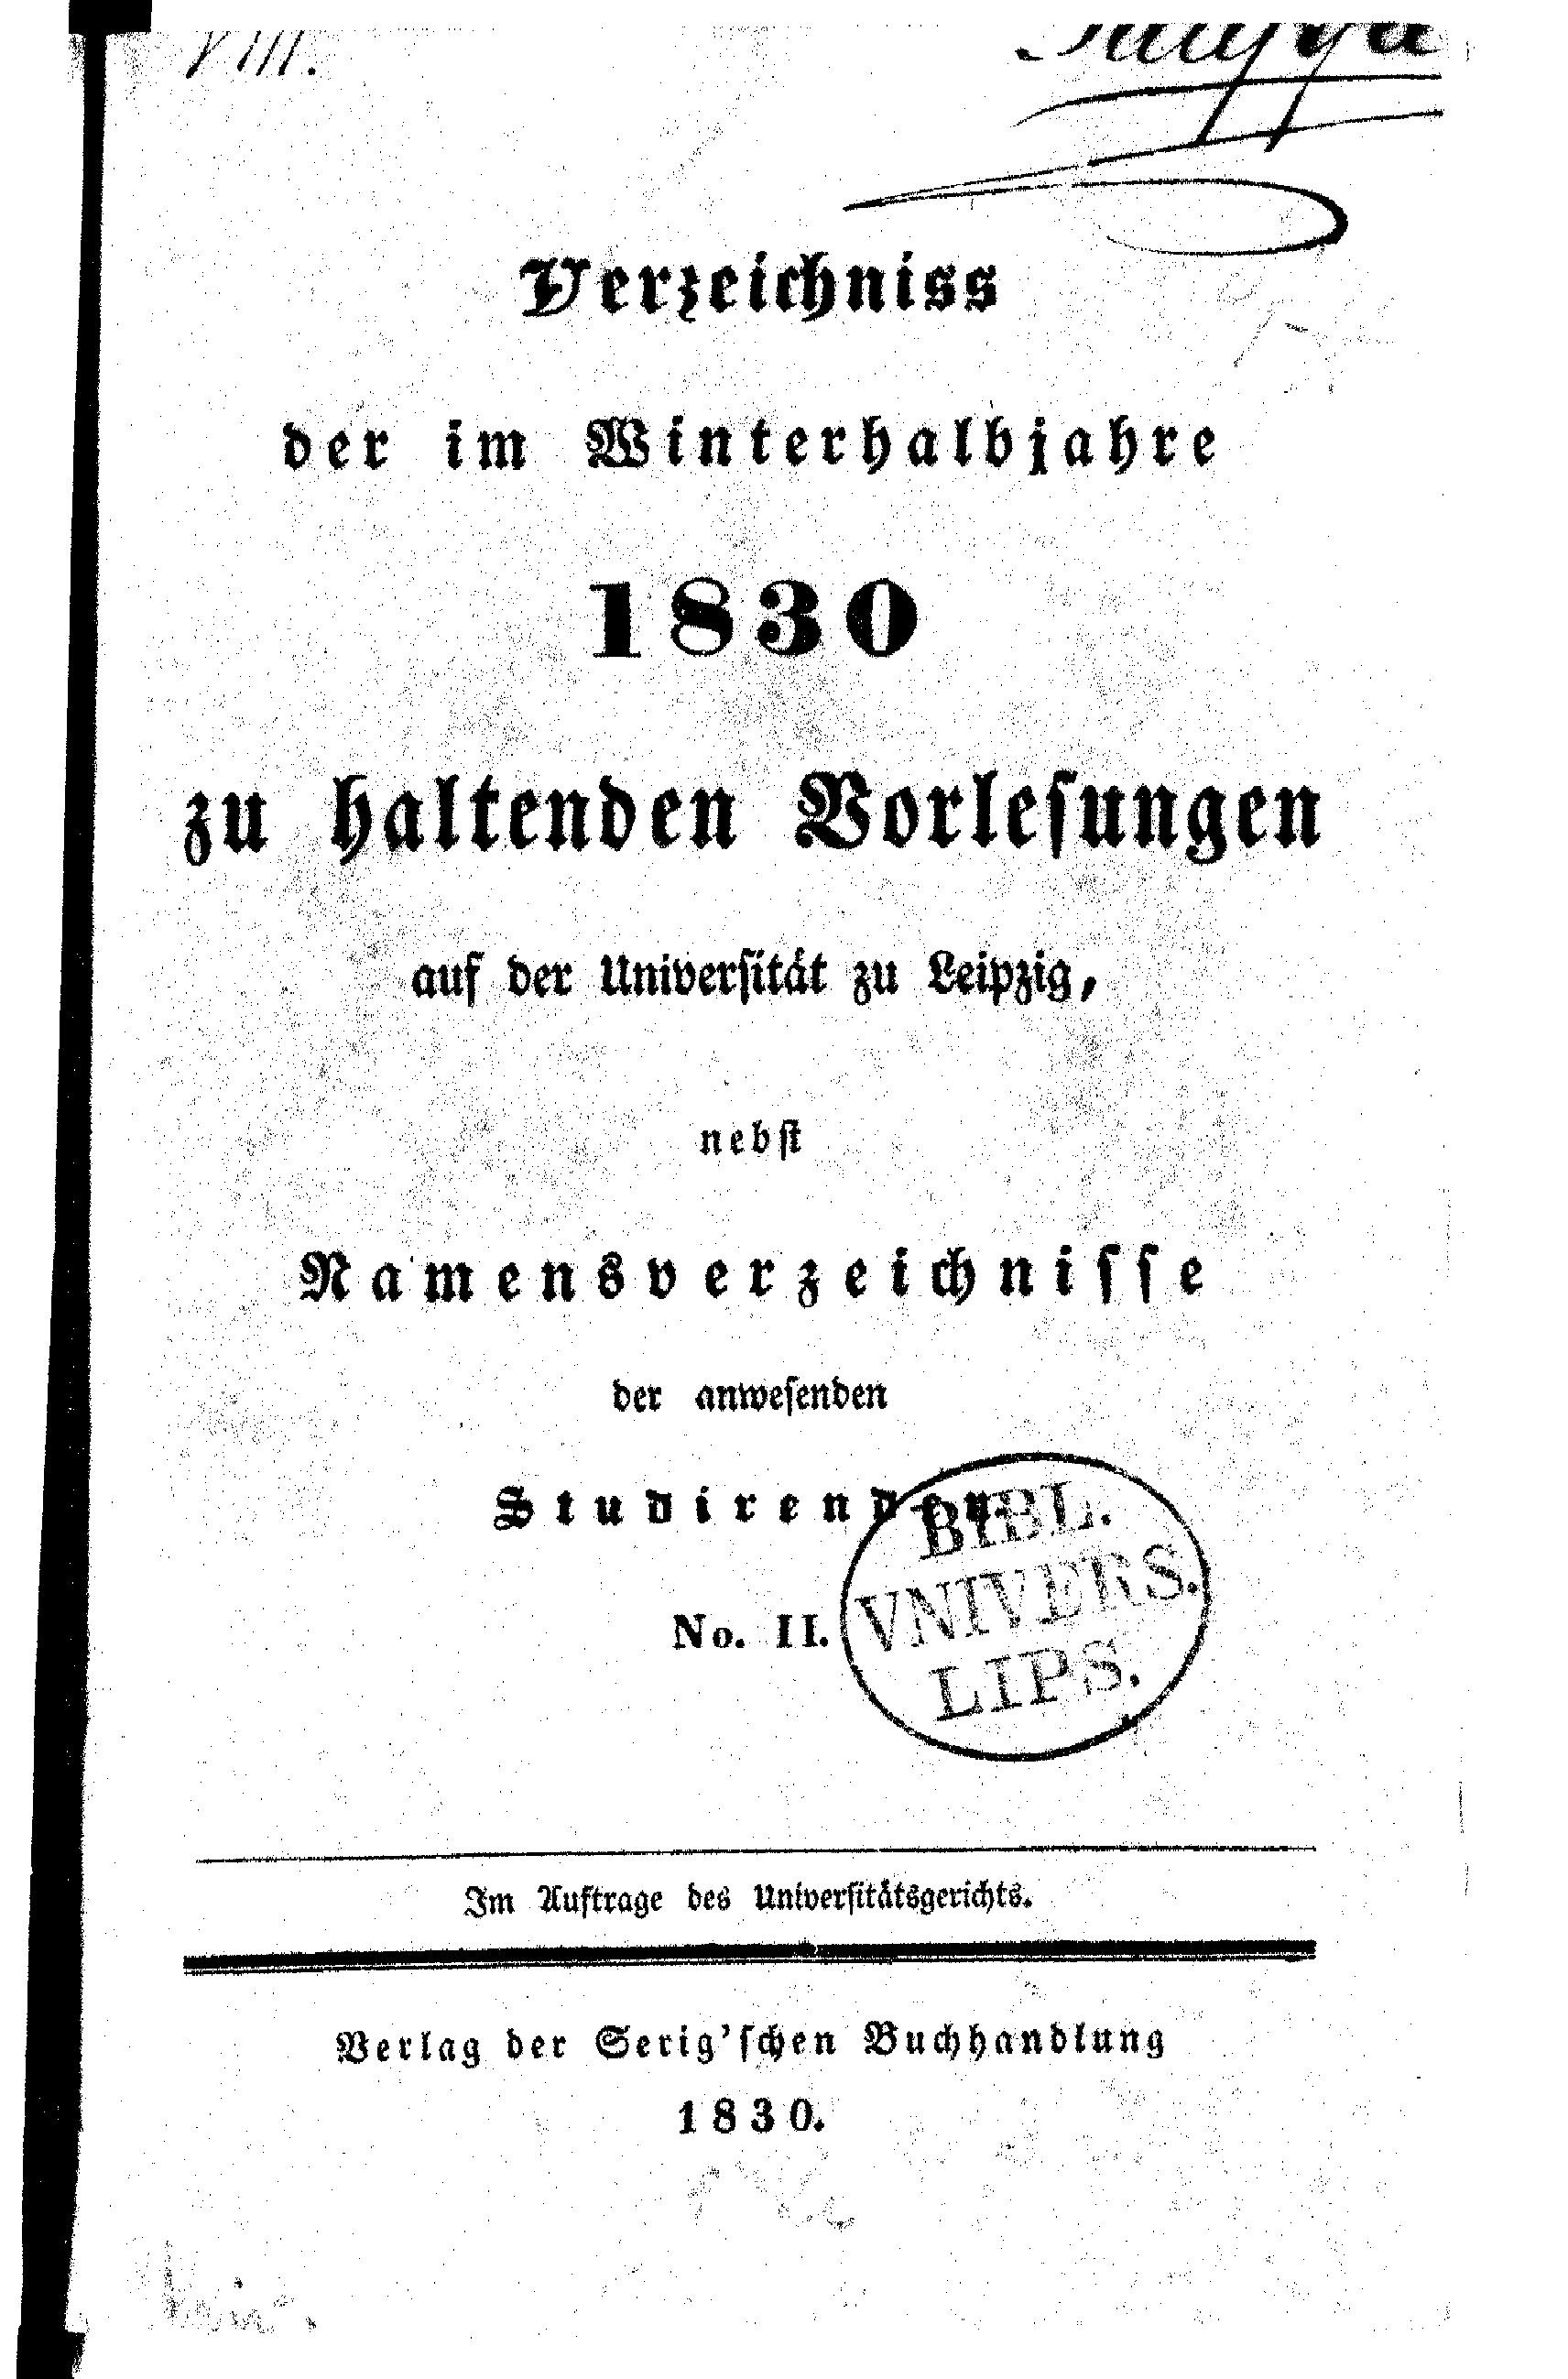 VIII.
Verzeichniss
der im Winterhalbjahre
1830
zu haltenden Vorlesungen
auf der Universität zu Leipzig,
nebst
Namensverzeichnisse
der anwesenden
Studirenden.
No. II.
BIBL.
VNIVERS.
LIPS.
Im Auftrage des Universitätsgerichts.
Verlag der Serig'schen Buchhandlung
1830.